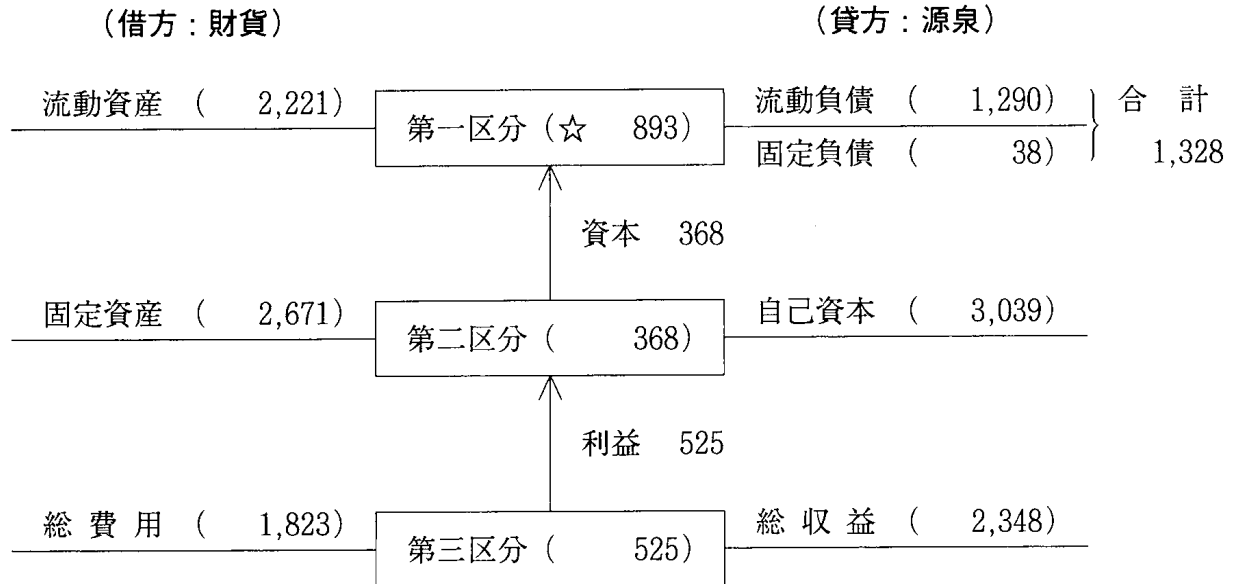 （借方：財貨） （貸方：源泉）
流動資産 （ 2,221） 第一区分（☆ 893） 流動負債 （ 1,290） 合 計
固定負債 （ 38） 1,328
資本 368
固定資産 （ 2,671） 第二区分（ 368） 自己資本 （ 3,039）
利益 525
総 費 用 （ 1,823） 第三区分（ 525） 総 収 益 （ 2,348）